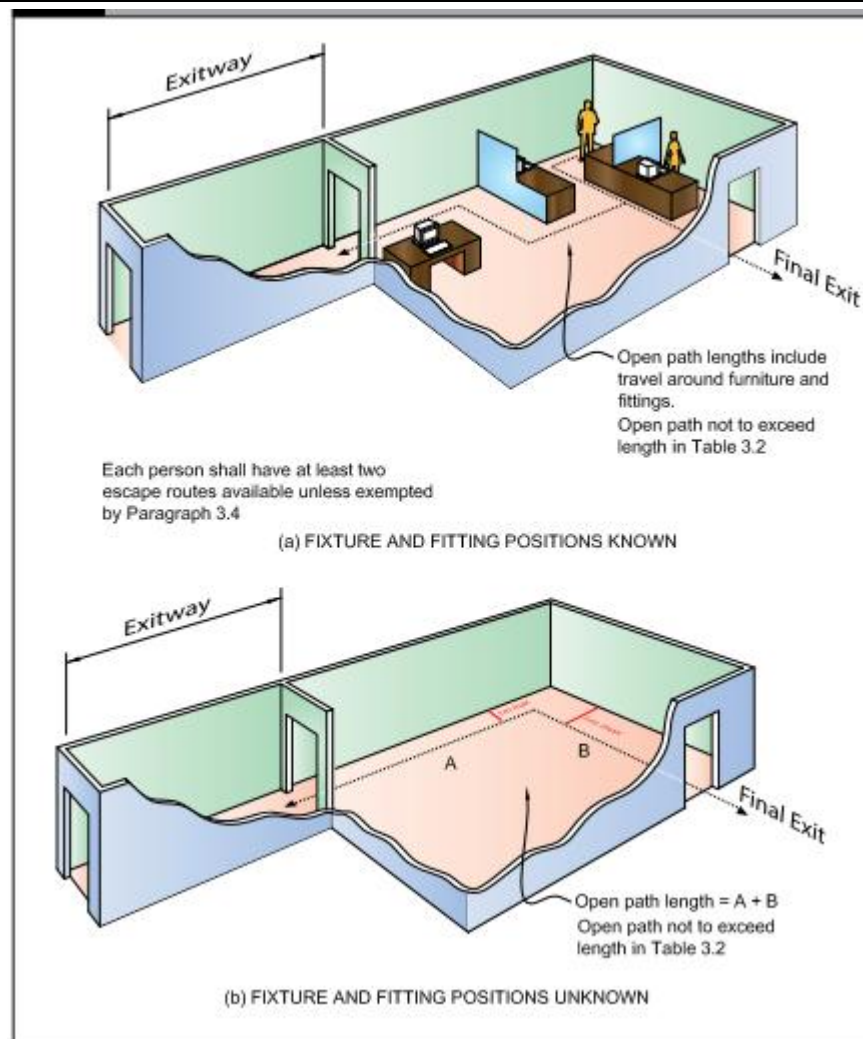 Exitway
Final Exit
Open path lengths include
travel around furniture and
fittings.
Open path not to exceed
length in Table 3.2
Each person shall have at least two
escape routes available unless exempted
by Paragraph 3.4
(a) FIXTURE AND FITTING POSITIONS KNOWN
Exitway
A
B
Final Exit
Open path length = A + B
Open path not to exceed
length in Table 3.2
(b) FIXTURE AND FITTING POSITIONS UNKNOWN